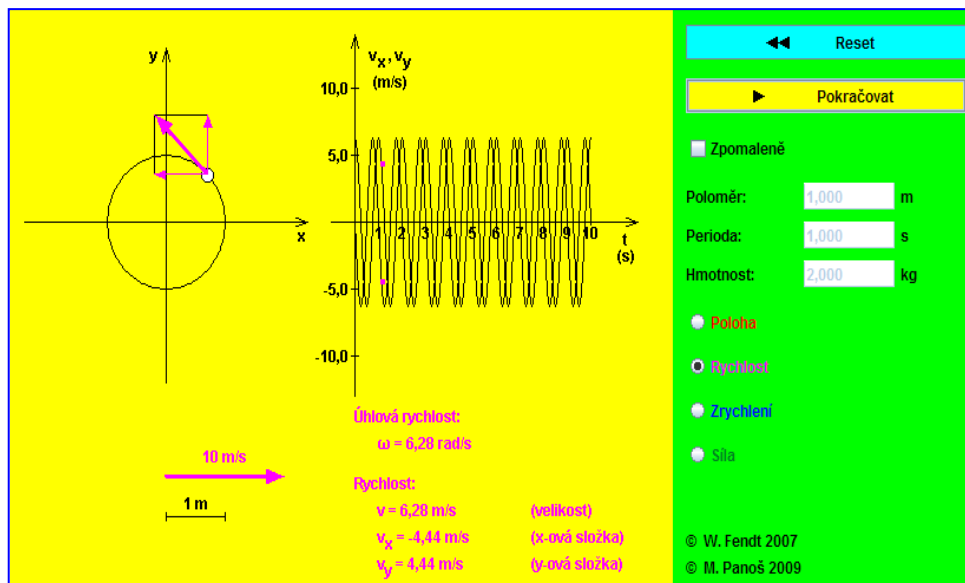 y
x
vx,vy
(m/s)
10,0
5,0
-5,0
-10,0
1 2 3 4 5 6 7 8 9 10
t
(s)
10 m/s
1 m
Úhlová rychlost:
ω = 6,28 rad/s
Rychlost:
v = 6,28 m/s (velikost)
vx = -4,44 m/s (x-ová složka)
vy = 4,44 m/s (y-ová složka)
Reset
Pokračovat
Zpomaleně
Poloměr: 1,000 m
Perioda: 1,000 s
Hmotnost: 2,000 kg
Poloha
Rychlost
Zrychlení
Síla
© W. Fendt 2007
© M. Panoš 2009